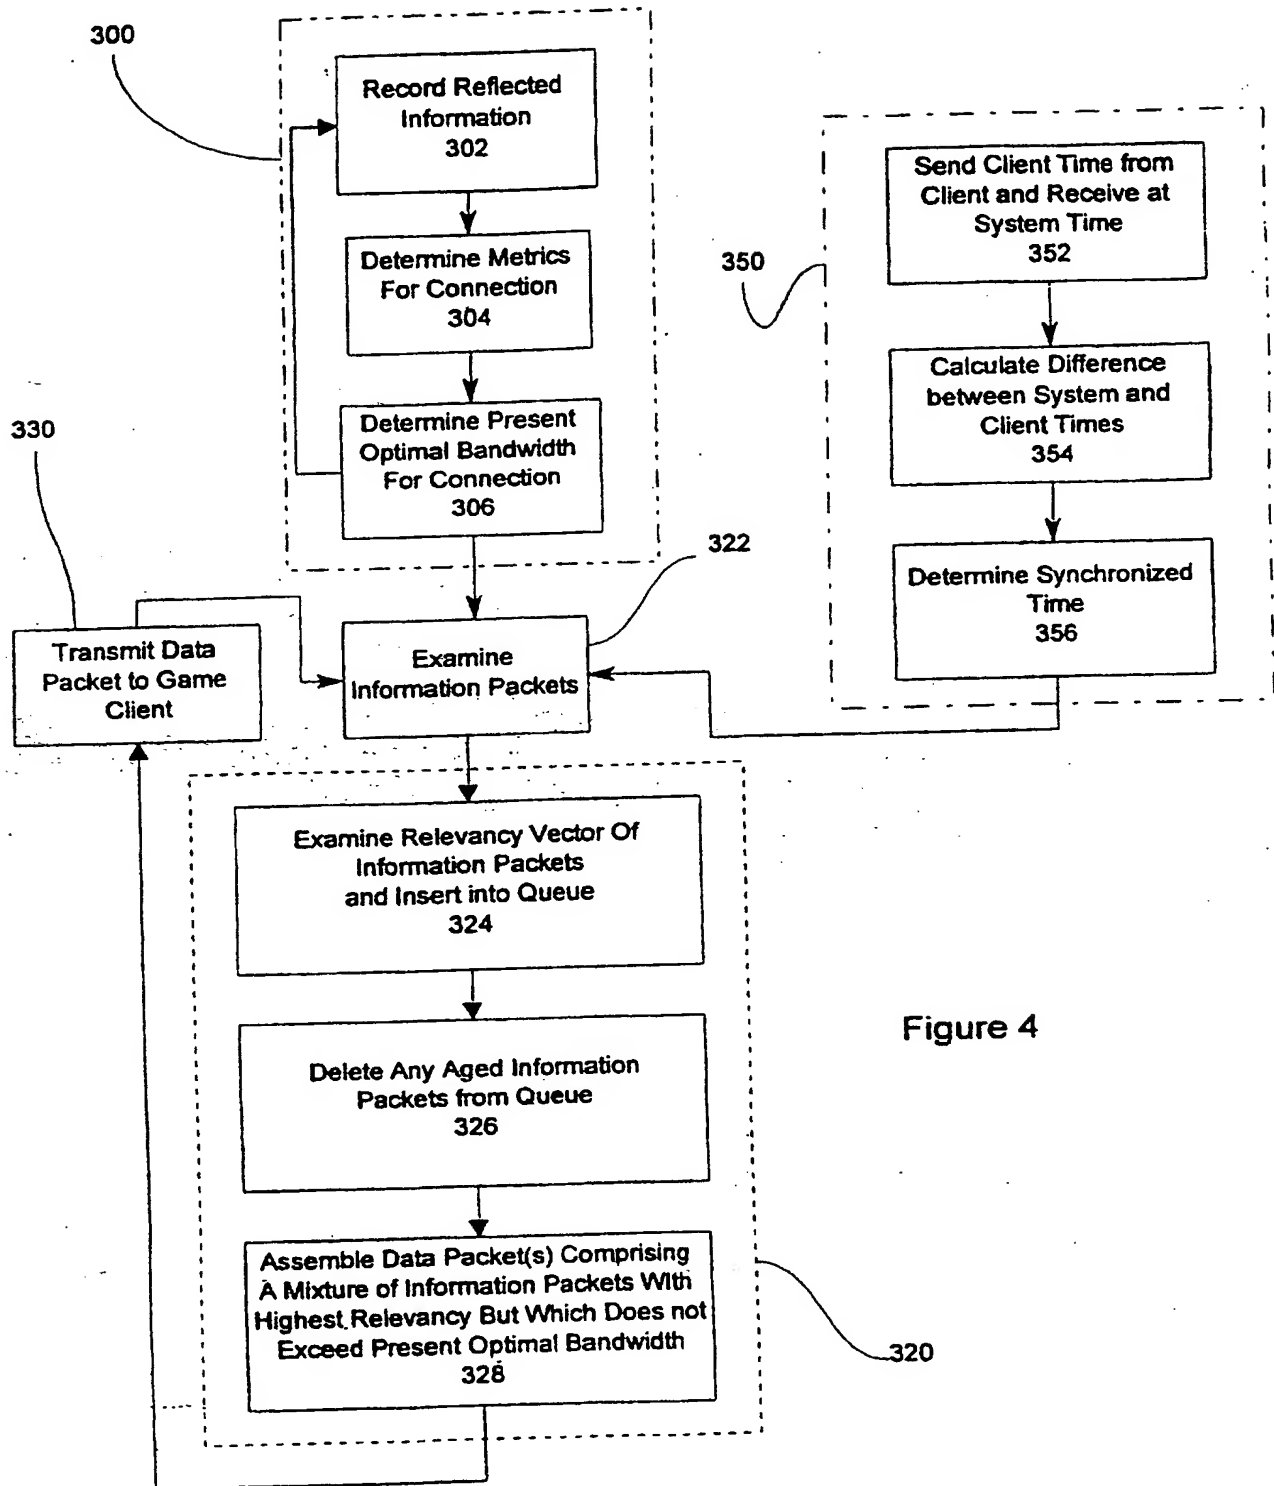 300
Record Reflected
Information
302
Determine Metrics
For Connection
304
Determine Present
Optimal Bandwidth
For Connection
306
350
Send Client Time from
Client and Receive at
System Time
352
Calculate Difference
between System and
Client Times
354
Determine Synchronized
Time
356
330
Transmit Data
Packet to Game
Client
322
Examine
Information Packets
Examine Relevancy Vector Of
Information Packets
and Insert into Queue
324
Delete Any Aged Information
Packets from Queue
326
Assemble Data Packet(s) Comprising
A Mixture of Information Packets With
Highest Relevancy But Which Does not
Exceed Present Optimal Bandwidth
328
320
Figure 4